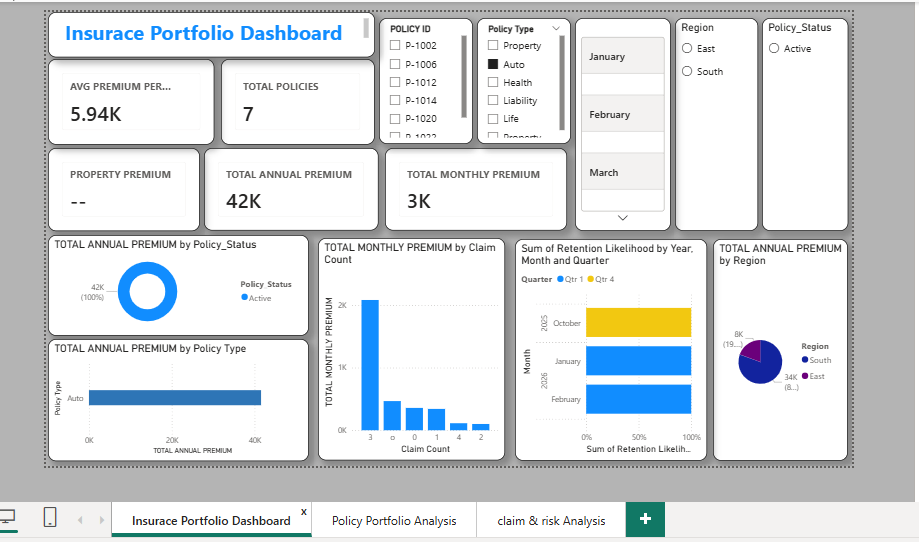 Insurace Portfolio Dashboard
POLICY ID
P-1002
P-1006
P-1012
P-1014
P-1020
P-1022
Policy Type
Property
Auto
Health
Liability
Life
Property
January
February
March
Region
East
South
Policy_Status
Active
AVG PREMIUM PER...
5.94K
TOTAL POLICIES
7
PROPERTY PREMIUM
--
TOTAL ANNUAL PREMIUM
42K
TOTAL MONTHLY PREMIUM
3K
TOTAL ANNUAL PREMIUM by Policy_Status
42K
(100%)
Policy_Status
Active
TOTAL ANNUAL PREMIUM by Policy Type
Policy Type
Auto
0K
20K
40K
TOTAL ANNUAL PREMIUM
TOTAL MONTHLY PREMIUM by Claim
Count
TOTAL MONTHLY PREMIUM
2K
1K
0K
3
o
0
1
4
2
Claim Count
Sum of Retention Likelihood by Year,
Month and Quarter
Quarter
Qtr 1
Qtr 4
Month
2025
October
2026
January
February
0%
50%
100%
Sum of Retention Likelih...
TOTAL ANNUAL PREMIUM
by Region
8K
(19...)
34K
(8...)
Region
South
East
Insurace Portfolio Dashboard
x
Policy Portfolio Analysis
claim & risk Analysis
+